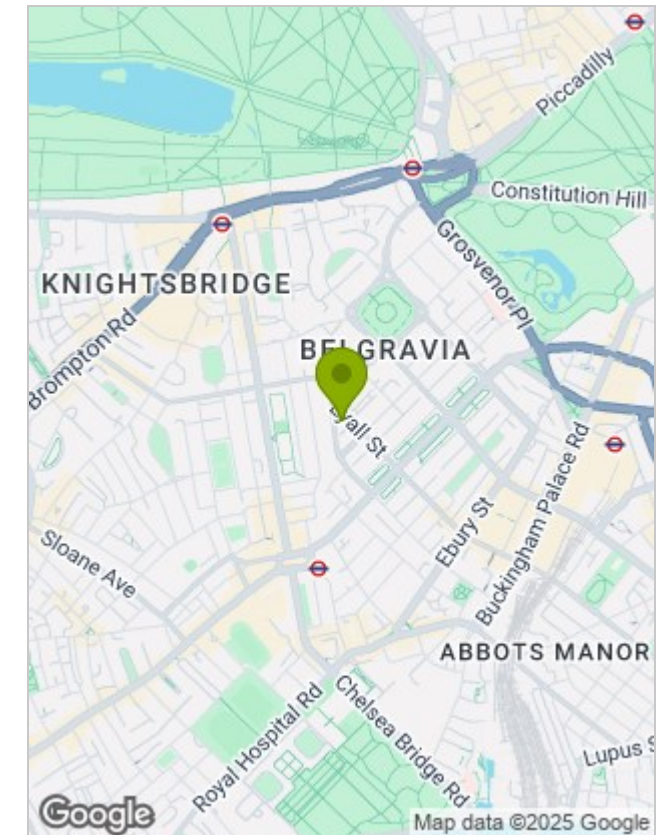 Piccadilly
Constitution Hill
Grosvenor Pl
KNIGHTSBRIDGE
BELGRAVIA
Brompton Rd
St
Buckingham Palace Rd
Ebury St
Sloane Ave
ABBOTS MANOR
Royal Hospital Rd
Chelsea Bridge Rd
Lupus S
Google
Map data ©2025 Google